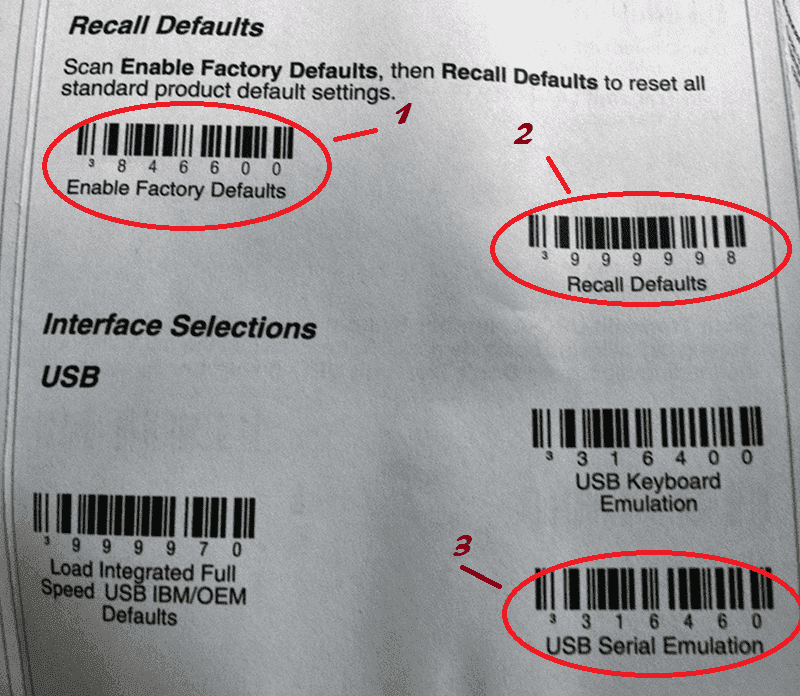 Recall Defaults
Scan Enable Factory Defaults, then Recall Defaults to reset all
standard product default settings.
1
³ 8 4 6 6 0 0
Enable Factory Defaults
2
³ 9 9 9 9 9 8
Recall Defaults
Interface Selections
USB
³ 3 1 6 4 0 0
USB Keyboard
Emulation
³ 9 9 9 9 7 0
Load Integrated Full
Speed USB IBM/OEM
Defaults
3
³ 3 1 6 4 6 0
USB Serial Emulation